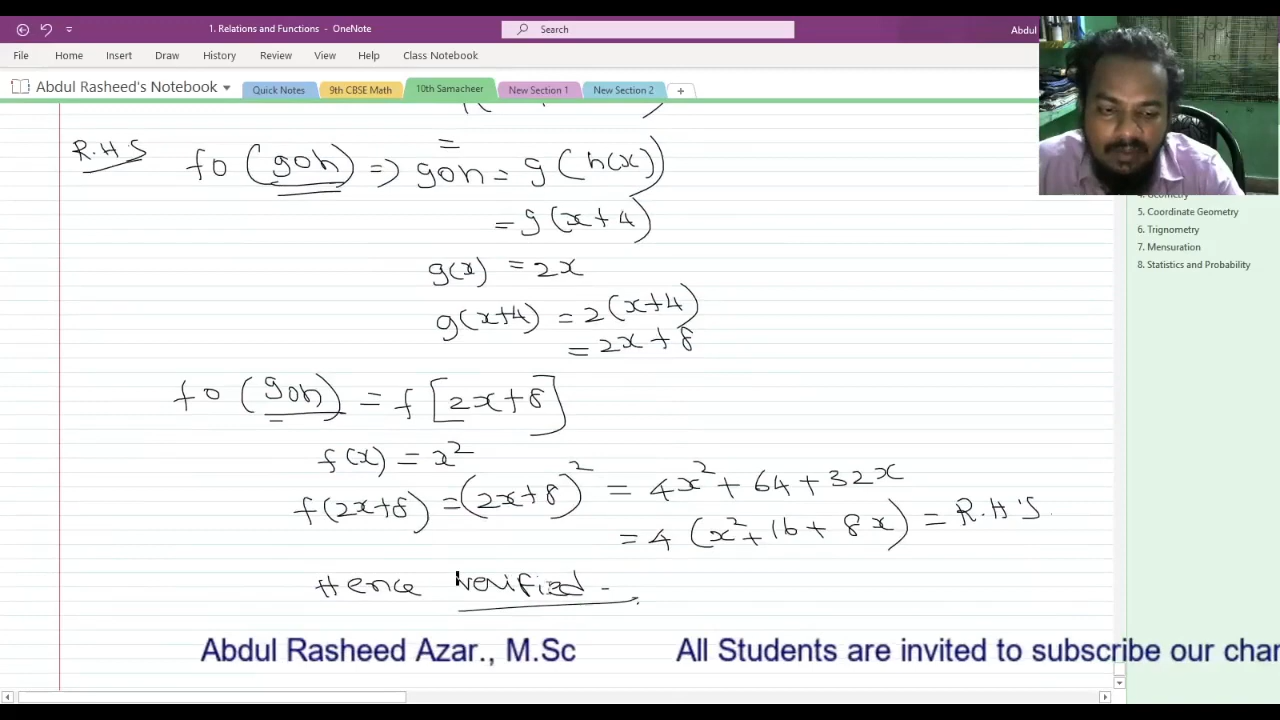 1. Relations and Functions - OneNote
Search
Abdul
File Home Insert Draw History Review View Help Class Notebook
Abdul Rasheed's Notebook
Quick Notes 9th CBSE Math 10th Samacheer New Section 1 New Section 2
R.H.S fo (goh) => goh = g (h(x))
= g (x+4)
g(x) = 2x
g(x+4) = 2(x+4)
= 2x + 8
fo (goh) = f [2x+8]
f(x) = x²
f(2x+8) = (2x+8)² = 4x² + 64 + 32x
= 4 (x² + 16 + 8x) = R.H.S.
Hence verified.
5. Coordinate Geometry
6. Trignometry
7. Mensuration
8. Statistics and Probability
Abdul Rasheed Azar., M.Sc All Students are invited to subscribe our chan